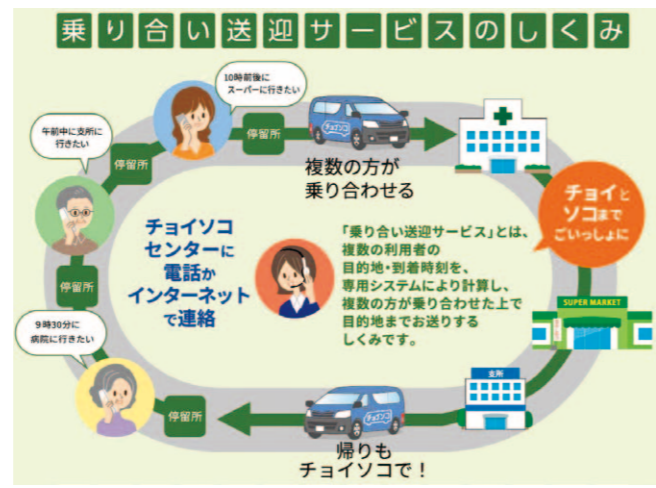 乗り合い送迎サービスのしくみ
10時前後に
スーパーに行きたい
午前中に支所に
行きたい
停留所
停留所
チョイソコ
複数の方が
乗り合わせる
チョイと
ソコまで
ごいっしょに
チョイソコ
センターに
電話か
インターネット
で連絡
「乗り合い送迎サービス」とは、
複数の利用者の
目的地・到着時刻を、
専用システムにより計算し、
複数の方が乗り合わせた上で
目的地までお送りする
しくみです。
停留所
SUPER MARKET
9時30分に
病院に行きたい
支所
停留所
チョイソコ
帰りも
チョイソコで!